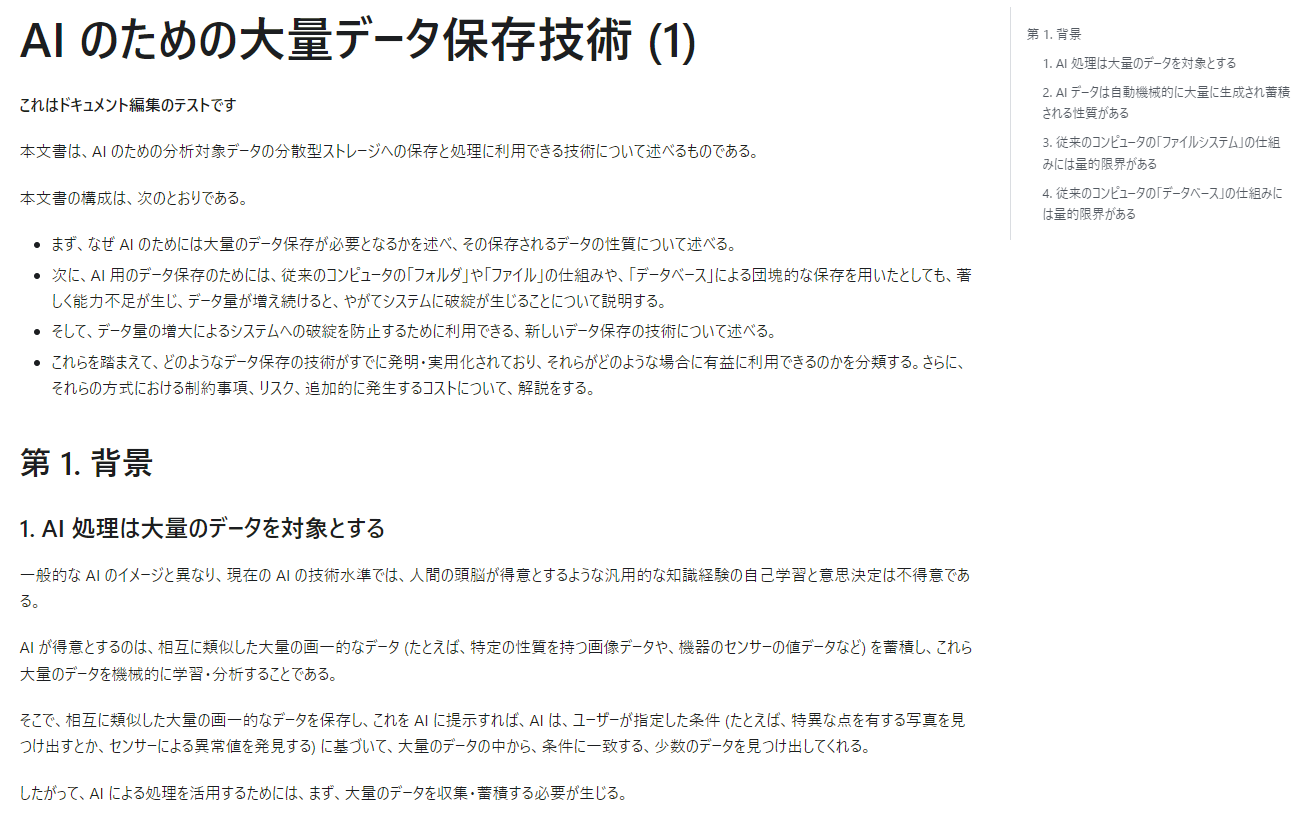 AI のための大量データ保存技術 (1)
これはドキュメント編集のテストです
本文書は、AI のための分析対象データの分散型ストレージへの保存と処理に利用できる技術について述べるものである。
本文書の構成は、次のとおりである。
• まず、なぜ AI のためには大量のデータ保存が必要となるかを述べ、その保存されるデータの性質について述べる。
• 次に、AI 用のデータ保存のためには、従来のコンピュータの「フォルダ」や「ファイル」の仕組みや、「データベース」による団塊的な保存を用いたとしても、著
しく能力不足が生じ、データ量が増え続けると、やがてシステムに破綻が生じることについて説明する。
• そして、データ量の増大によるシステムへの破綻を防止するために利用できる、新しいデータ保存の技術について述べる。
• これらを踏まえて、どのようなデータ保存の技術がすでに発明・実用化されており、それらがどのような場合に有益に利用できるのかを分類する。さらに、
それらの方式における制約事項、リスク、追加的に発生するコストについて、解説をする。
第 1. 背景
1. AI 処理は大量のデータを対象とする
一般的な AI のイメージと異なり、現在の AI の技術水準では、人間の頭脳が得意とするような汎用的な知識経験の自己学習と意思決定は不得意であ
る。
AI が得意とするのは、相互に類似した大量の画一的なデータ (たとえば、特定の性質を持つ画像データや、機器のセンサーの値データなど) を蓄積し、これら
大量のデータを機械的に学習・分析することである。
そこで、相互に類似した大量の画一的なデータを保存し、これを AI に提示すれば、AI は、ユーザーが指定した条件 (たとえば、特異な点を有する写真を見
つけ出すとか、センサーによる異常値を発見する) に基づいて、大量のデータの中から、条件に一致する、少数のデータを見つけ出してくれる。
したがって、AI による処理を活用するためには、まず、大量のデータを収集・蓄積する必要が生じる。
第 1. 背景
1. AI 処理は大量のデータを対象とする
2. AI データは自動機械的に大量に生成され蓄積
される性質がある
3. 従来のコンピュータの「ファイルシステム」の仕組
みには量的限界がある
4. 従来のコンピュータの「データベース」の仕組みに
は量的限界がある